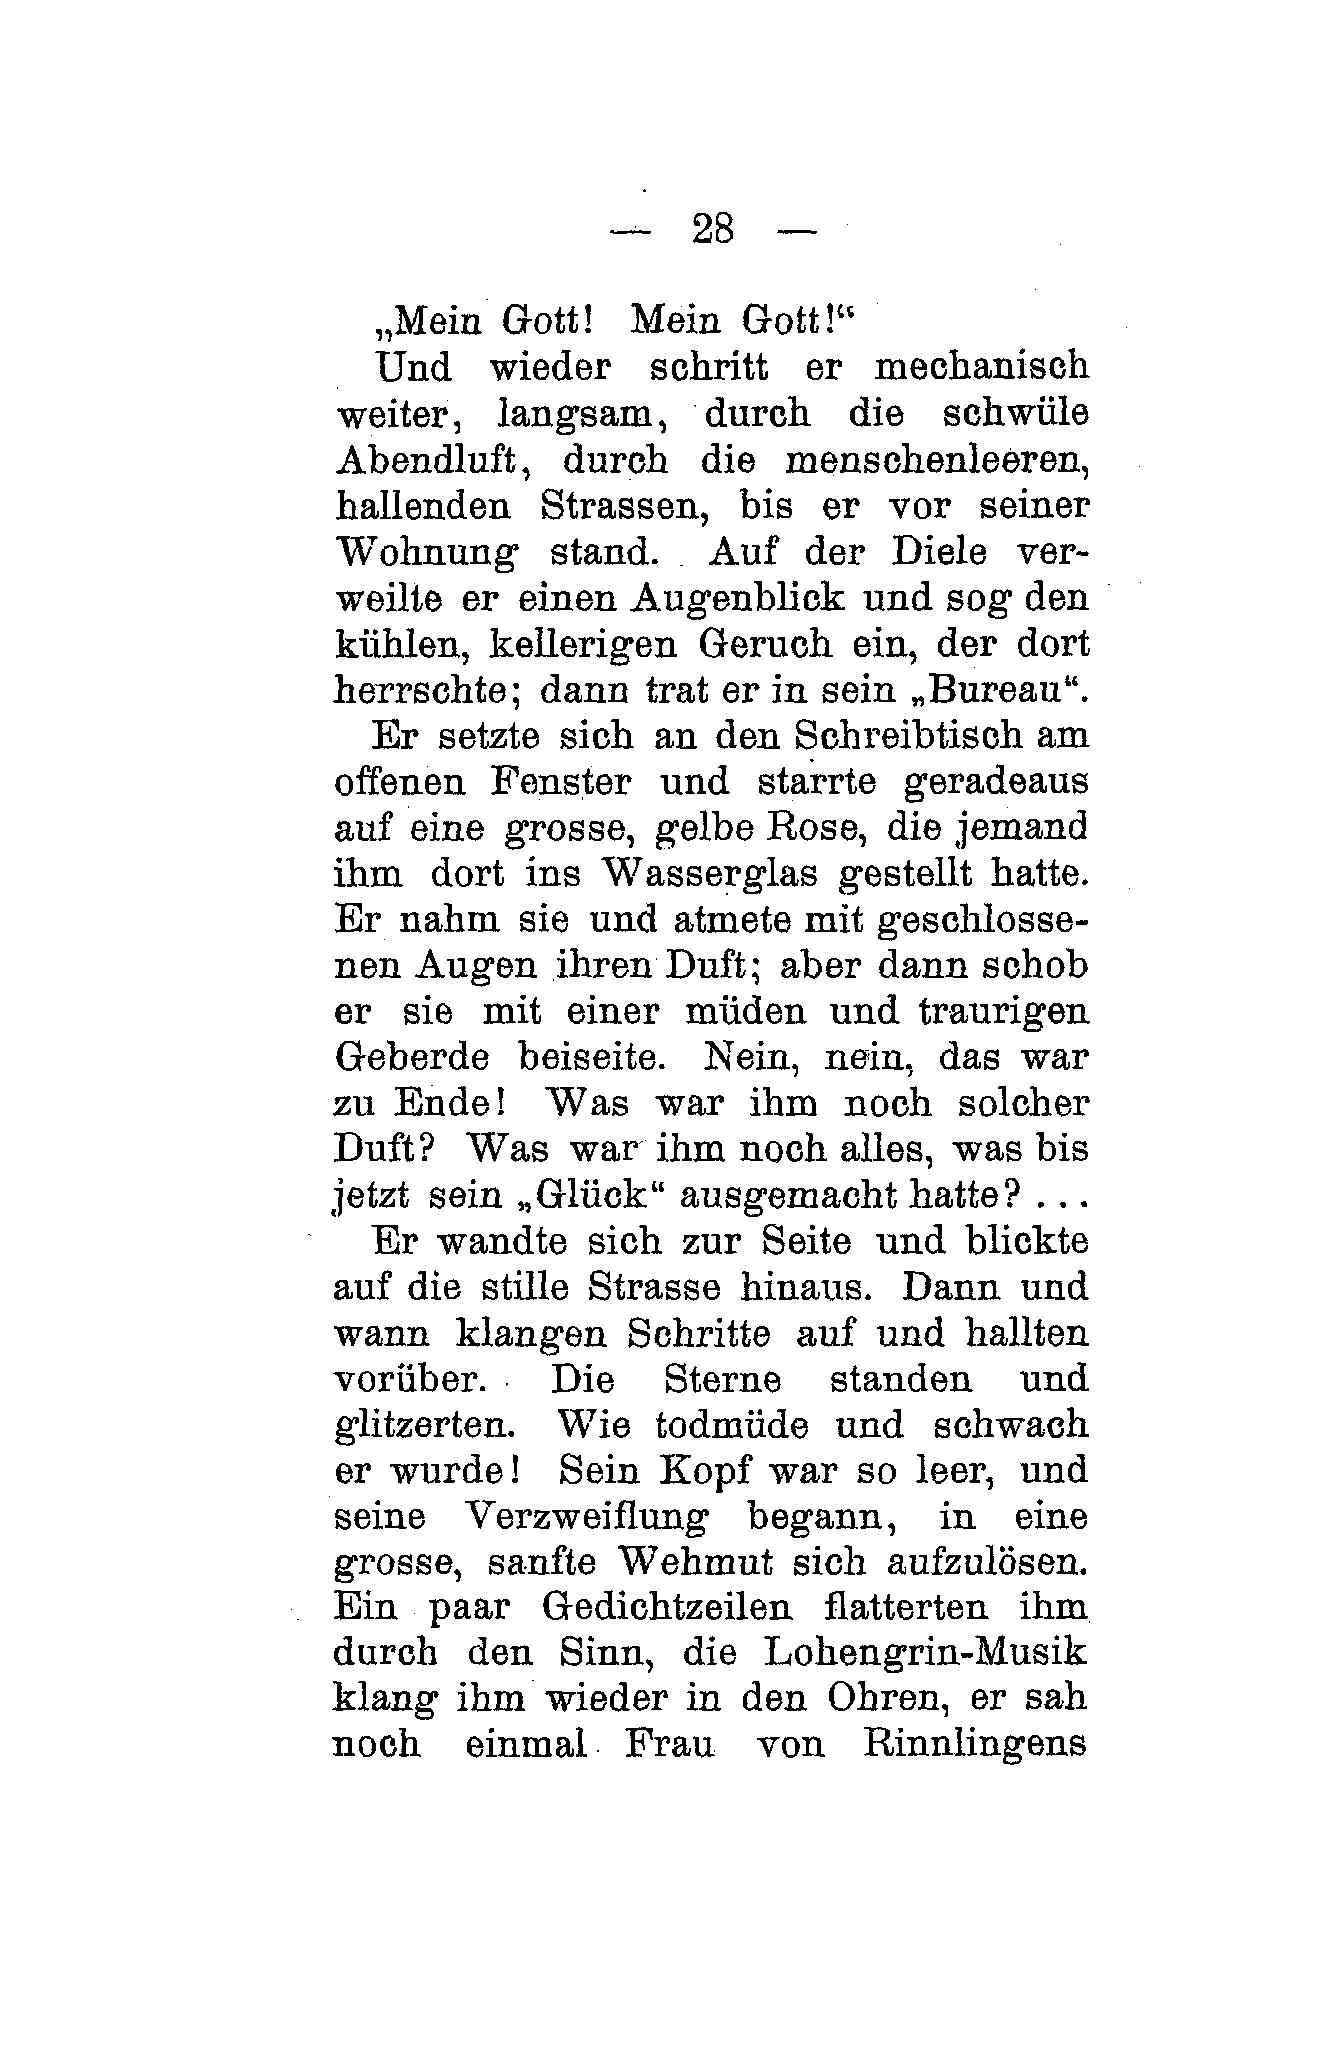 — 28 —
„Mein Gott! Mein Gott!“
Und wieder schritt er mechanisch
weiter, langsam, durch die schwüle
Abendluft, durch die menschenleeren,
hallenden Strassen, bis er vor seiner
Wohnung stand. Auf der Diele ver-
weilte er einen Augenblick und sog den
kühlen, kellerigen Geruch ein, der dort
herrschte; dann trat er in sein „Bureau“.
Er setzte sich an den Schreibtisch am
offenen Fenster und starrte geradeaus
auf eine grosse, gelbe Rose, die jemand
ihm dort ins Wasserglas gestellt hatte.
Er nahm sie und atmete mit geschlosse-
nen Augen ihren Duft; aber dann schob
er sie mit einer müden und traurigen
Geberde beiseite. Nein, nein, das war
zu Ende! Was war ihm noch solcher
Duft? Was war ihm noch alles, was bis
jetzt sein „Glück“ ausgemacht hatte? ...
Er wandte sich zur Seite und blickte
auf die stille Strasse hinaus. Dann und
wann klangen Schritte auf und hallten
vorüber. Die Sterne standen und
glitzerten. Wie todmüde und schwach
er wurde! Sein Kopf war so leer, und
seine Verzweiflung begann, in eine
grosse, sanfte Wehmut sich aufzulösen.
Ein paar Gedichtzeilen flatterten ihm
durch den Sinn, die Lohengrin-Musik
klang ihm wieder in den Ohren, er sah
noch einmal Frau von Rinnlingens